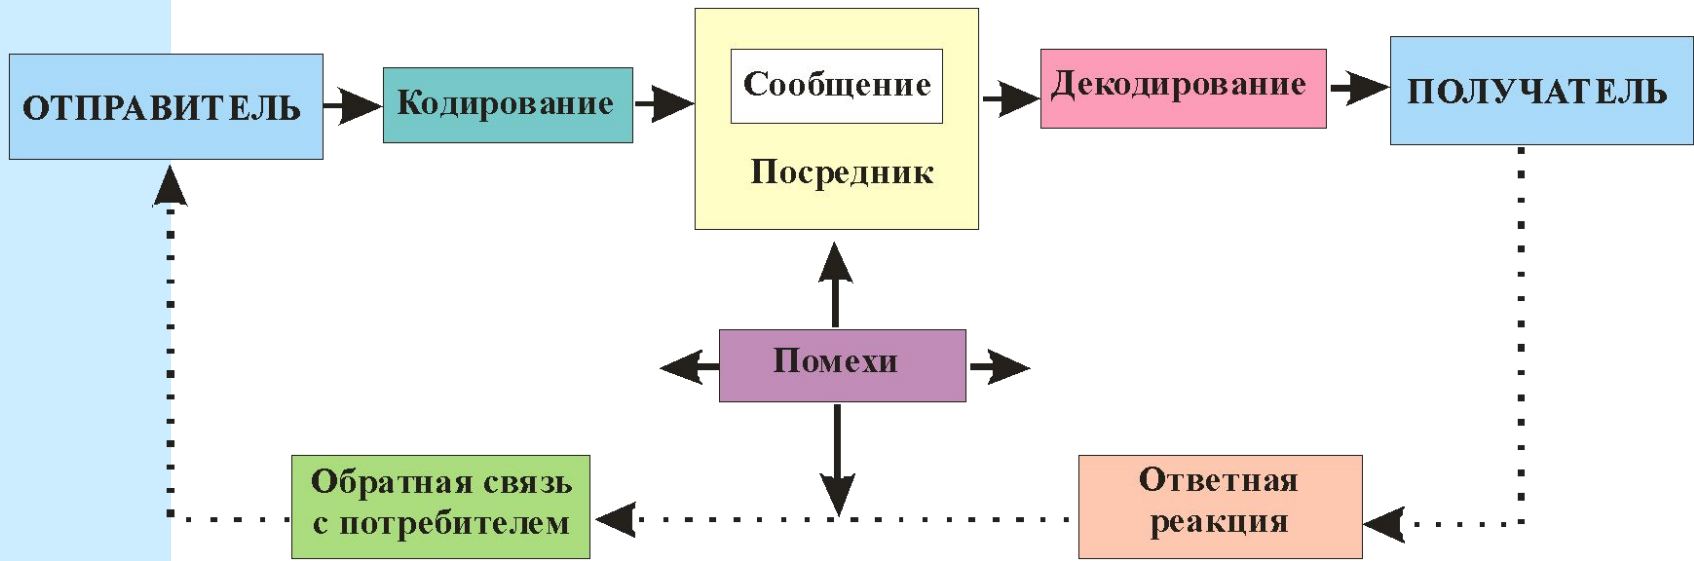 ОТПРАВИТЕЛЬ
Кодирование
Сообщение
Посредник
Декодирование
ПОЛУЧАТЕЛЬ
Помехи
Обратная связь
с потребителем
Ответная
реакция